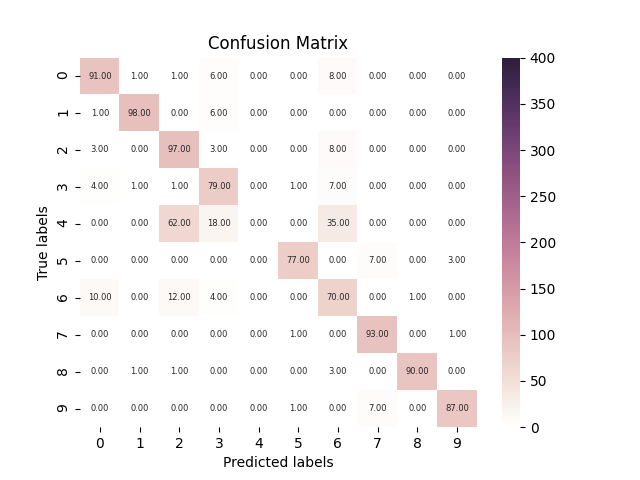 Confusion Matrix
0 91.00 1.00 1.00 6.00 0.00 0.00 8.00 0.00 0.00 0.00
1 1.00 98.00 0.00 6.00 0.00 0.00 0.00 0.00 0.00 0.00
2 3.00 0.00 97.00 3.00 0.00 0.00 8.00 0.00 0.00 0.00
3 4.00 1.00 1.00 79.00 0.00 1.00 7.00 0.00 0.00 0.00
4 0.00 0.00 62.00 18.00 0.00 0.00 35.00 0.00 0.00 0.00
5 0.00 0.00 0.00 0.00 0.00 77.00 0.00 7.00 0.00 3.00
6 10.00 0.00 12.00 4.00 0.00 0.00 70.00 0.00 1.00 0.00
7 0.00 0.00 0.00 0.00 0.00 1.00 0.00 93.00 0.00 1.00
8 0.00 1.00 1.00 0.00 0.00 0.00 3.00 0.00 90.00 0.00
9 0.00 0.00 0.00 0.00 0.00 1.00 0.00 7.00 0.00 87.00
0 1 2 3 4 5 6 7 8 9
Predicted labels
True labels
400
350
300
250
200
150
100
50
0